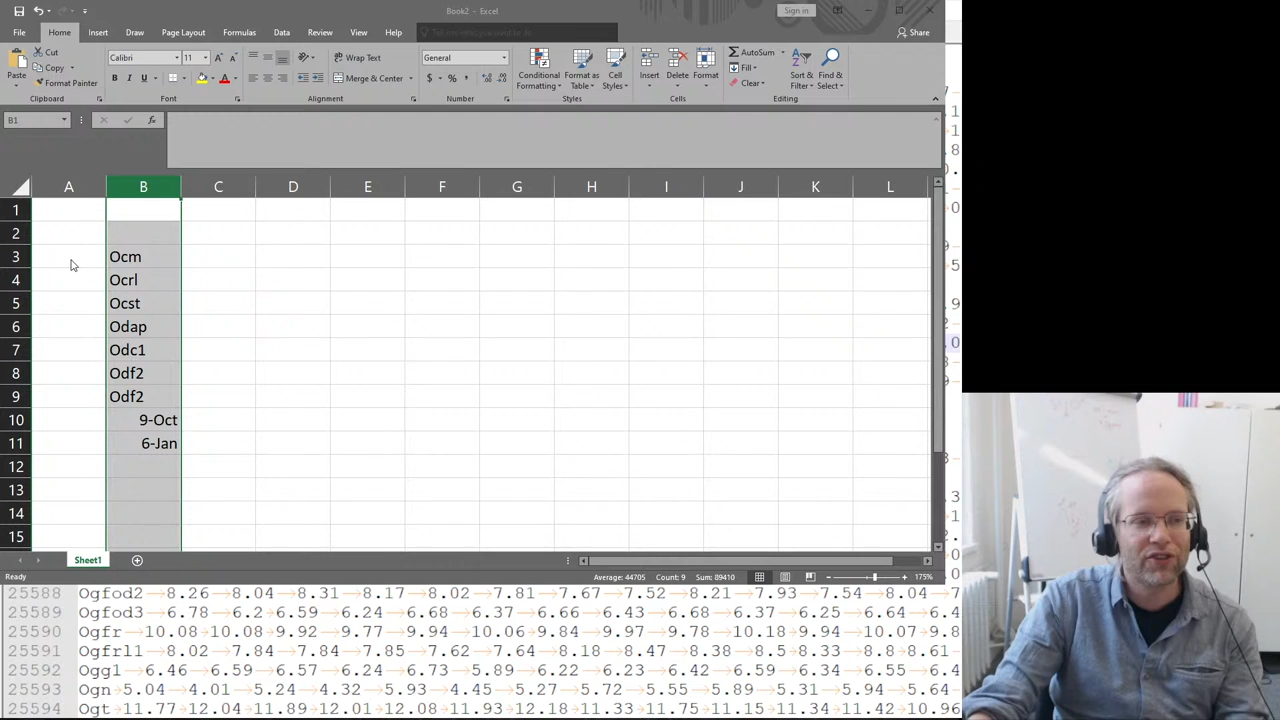 Book2 - Excel
Sign in
File Home Insert Draw Page Layout Formulas Data Review View Help Tell me what you want to do Share
Paste Cut Copy Format Painter Clipboard
Calibri 11 B I U Font
Wrap Text Merge & Center Alignment
General $ % Number
Conditional Formatting Format as Table Cell Styles Styles
Insert Delete Format Cells
AutoSum Fill Clear Sort & Filter Find & Select Editing
B1 fx
A B C D E F G H I J K L
1
2
3 Ocm
4 Ocrl
5 Ocst
6 Odap
7 Odc1
8 Odf2
9 Odf2
10 9-Oct
11 6-Jan
12
13
14
15
Sheet1
Ready Average: 44705 Count: 9 Sum: 89410 175%
25588 Ogfod2 8.26 8.04 8.31 8.17 8.02 7.81 7.67 7.52 8.21 7.93 7.54 8.04 7
25589 Ogfod3 6.78 6.2 6.59 6.24 6.68 6.37 6.66 6.43 6.68 6.37 6.25 6.64 6.4
25590 Ogfr 10.08 10.08 9.92 9.77 9.94 10.06 9.84 9.97 9.78 10.18 9.94 10.07 9.8
25591 Ogfrl1 8.02 7.84 7.84 7.85 7.62 7.64 8.18 8.47 8.38 8.5 8.33 8.8 8.61
25592 Ogg1 6.46 6.59 6.57 6.24 6.73 5.89 6.22 6.23 6.42 6.59 6.34 6.55 6.4
25593 Ogn 5.04 4.01 5.24 4.32 5.93 4.45 5.27 5.72 5.55 5.89 5.31 5.94 5.64
25594 Ogt 11.77 12.04 11.89 12.01 12.08 11.93 12.18 11.33 11.75 11.15 11.34 11.42 10.96